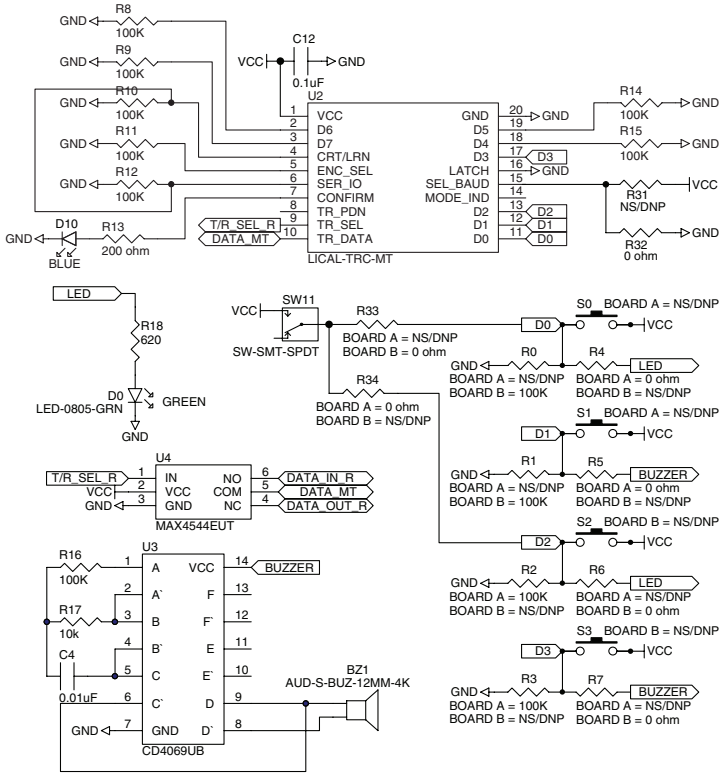 R8
GND 100K
R9
GND 100K
R10
GND 100K
R11
GND 100K
R12
GND 100K
D10 R13
GND
BLUE 200 ohm
C12
VCC GND
0.1uF
U2
1 VCC GND 20 GND
2 D6 D5 19
3 D7 D4 18
4 CRT/LRN D3 17 D3
5 ENC_SEL LATCH 16 GND
6 SER_IO SEL_BAUD 15
7 CONFIRM MODE_IND 14
8 TR_PDN D2 13 D2
T/R_SEL_R 9 TR_SEL D1 12 D1
DATA_MT 10 TR_DATA D0 11 D0
LICAL-TRC-MT
R14
100K GND
R15
100K GND
R31 VCC
NS/DNP
R32 GND
0 ohm
LED
R18
620
D0
LED-0805-GRN
GREEN
GND
SW11
VCC
SW-SMT-SPDT
R33
BOARD A = NS/DNP
BOARD B = 0 ohm
R34
BOARD A = 0 ohm
BOARD B = NS/DNP
S0 BOARD A = NS/DNP
D0 VCC
R0 R4
GND LED
BOARD A = NS/DNP BOARD A = 0 ohm
BOARD B = 100K BOARD B = NS/DNP
S1 BOARD A = NS/DNP
D1 VCC
R1 R5
GND BUZZER
BOARD A = NS/DNP BOARD A = 0 ohm
BOARD B = 100K BOARD B = NS/DNP
S2 BOARD B = NS/DNP
D2 VCC
R2 R6
GND LED
BOARD A = 100K BOARD A = NS/DNP
BOARD B = NS/DNP BOARD B = 0 ohm
S3 BOARD B = NS/DNP
D3 VCC
R3 R7
GND BUZZER
BOARD A = 100K BOARD A = NS/DNP
BOARD B = NS/DNP BOARD B = 0 ohm
U4
T/R_SEL_R 1 IN NO 6 DATA_IN_R
VCC 2 VCC COM 5 DATA_MT
GND 3 GND NC 4 DATA_OUT_R
MAX4544EUT
U3
R16
100K
R17
10k
C4
0.01uF
1 A VCC 14 BUZZER
2 A` F 13
3 B F` 12
4 B` E 11
5 C E` 10
6 C` D 9
GND 7 GND D` 8
CD4069UB
BZ1
AUD-S-BUZ-12MM-4K